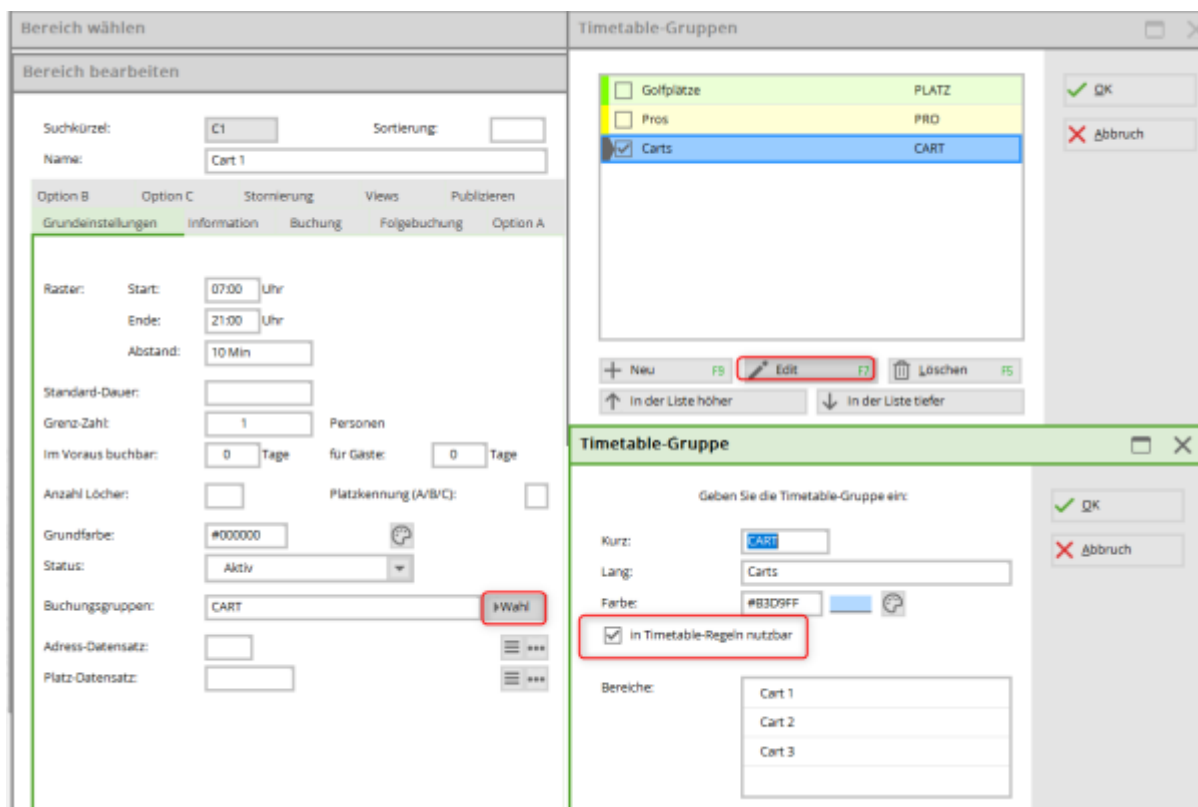 Bereich wählen
Bereich bearbeiten
Suchkürzel: C1 Sortierung:
Name: Cart 1
Option B Option C Stornierung Views Publizieren
Grundeinstellungen Information Buchung Folgebuchung Option A
Raster: Start: 07:00 Uhr
Ende: 21:00 Uhr
Abstand: 10 Min
Standard-Dauer:
Grenz-Zahl: 1 Personen
Im Voraus buchbar: 0 Tage für Gäste: 0 Tage
Anzahl Löcher: Platzkennung (A/B/C):
Grundfarbe: #000000
Status: Aktiv
Buchungsgruppen: CART Wahl
Adress-Datensatz:
Platz-Datensatz:
Timetable-Gruppen
Golfplätze PLATZ
Pros PRO
Carts CART
OK
Abbruch
Neu F9 Edit F7 Löschen F5
In der Liste höher In der Liste tiefer
Timetable-Gruppe
Geben Sie die Timetable-Gruppe ein:
Kurz: CART
Lang: Carts
Farbe: #B3D9FF
in Timetable-Regeln nutzbar
Bereiche: Cart 1
Cart 2
Cart 3
OK
Abbruch